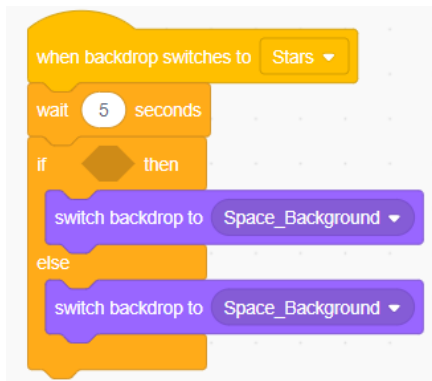 when backdrop switches to Stars
wait 5 seconds
if then
switch backdrop to Space_Background
else
switch backdrop to Space_Background